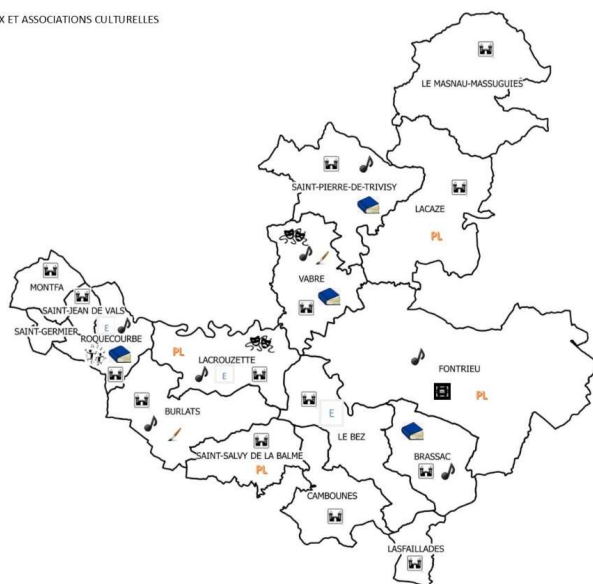 X ET ASSOCIATIONS CULTURELLES
LE MASNAU-MASSUGUIES
SAINT-PIERRE-DE-TRIVISY
LACAZE
PL
VABRE
MONTFA
SAINT-JEAN DE VALS
SAINT-GERMIER
E
ROQUECOURBE
PL
LACROUZETTE
E
FONTRIEU
PL
BURLATS
E
LE BEZ
SAINT-SALVY DE LA BALME
PL
BRASSAC
CAMBOUNES
LASFAILLADES